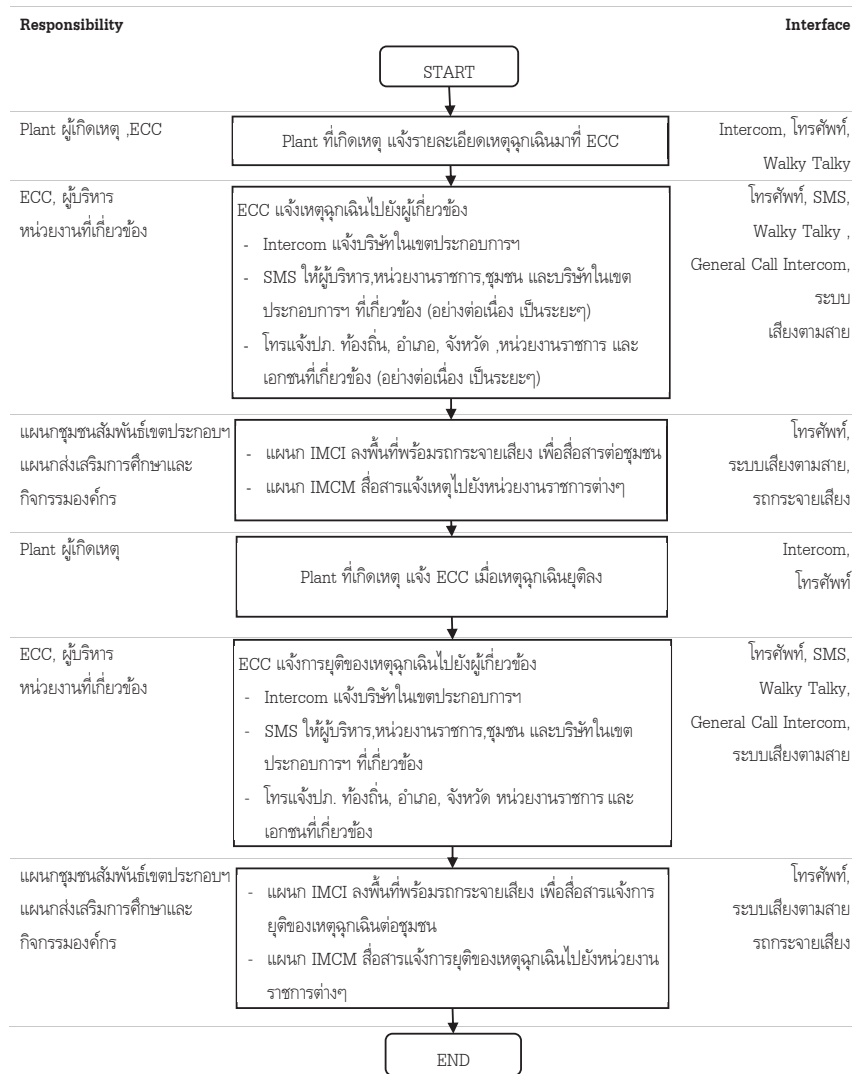 Responsibility
Interface
START
Plant ผู้เกิดเหตุ ,ECC
Plant ที่เกิดเหตุ แจ้งรายละเอียดเหตุฉุกเฉินมาที่ ECC
Intercom, โทรศัพท์,
Walky Talky
ECC, ผู้บริหาร
หน่วยงานที่เกี่ยวข้อง
ECC แจ้งเหตุฉุกเฉินไปยังผู้เกี่ยวข้อง
- Intercom แจ้งบริษัทในเขตประกอบการฯ
- SMS ให้ผู้บริหาร,หน่วยงานราชการ,ชุมชน และบริษัทในเขต
ประกอบการฯ ที่เกี่ยวข้อง (อย่างต่อเนื่อง เป็นระยะๆ)
- โทรแจ้งปภ. ท้องถิ่น, อำเภอ, จังหวัด ,หน่วยงานราชการ และ
เอกชนที่เกี่ยวข้อง (อย่างต่อเนื่อง เป็นระยะๆ)
โทรศัพท์, SMS,
Walky Talky ,
General Call Intercom,
ระบบ
เสียงตามสาย
แผนกชุมชนสัมพันธ์เขตประกอบฯ
แผนกส่งเสริมการศึกษาและ
กิจกรรมองค์กร
- แผนก IMCI ลงพื้นที่พร้อมรถกระจายเสียง เพื่อสื่อสารต่อชุมชน
- แผนก IMCM สื่อสารแจ้งเหตุไปยังหน่วยงานราชการต่างๆ
โทรศัพท์,
ระบบเสียงตามสาย,
รถกระจายเสียง
Plant ผู้เกิดเหตุ
Plant ที่เกิดเหตุ แจ้ง ECC เมื่อเหตุฉุกเฉินยุติลง
Intercom,
โทรศัพท์
ECC, ผู้บริหาร
หน่วยงานที่เกี่ยวข้อง
ECC แจ้งการยุติของเหตุฉุกเฉินไปยังผู้เกี่ยวข้อง
- Intercom แจ้งบริษัทในเขตประกอบการฯ
- SMS ให้ผู้บริหาร,หน่วยงานราชการ,ชุมชน และบริษัทในเขต
ประกอบการฯ ที่เกี่ยวข้อง
- โทรแจ้งปภ. ท้องถิ่น, อำเภอ, จังหวัด หน่วยงานราชการ และ
เอกชนที่เกี่ยวข้อง
โทรศัพท์, SMS,
Walky Talky,
General Call Intercom,
ระบบเสียงตามสาย
แผนกชุมชนสัมพันธ์เขตประกอบฯ
แผนกส่งเสริมการศึกษาและ
กิจกรรมองค์กร
- แผนก IMCI ลงพื้นที่พร้อมรถกระจายเสียง เพื่อสื่อสารแจ้งการ
ยุติของเหตุฉุกเฉินต่อชุมชน
- แผนก IMCM สื่อสารแจ้งการยุติของเหตุฉุกเฉินไปยังหน่วยงาน
ราชการต่างๆ
โทรศัพท์,
ระบบเสียงตามสาย
รถกระจายเสียง
END